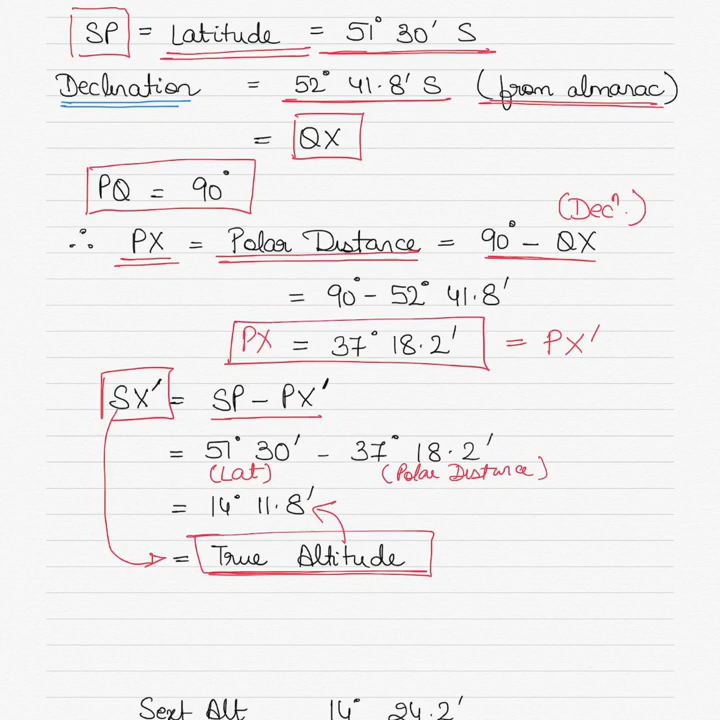 SP = Latitude = 51° 30′ S
Declination = 52° 41.8′ S (from almanac)
= QX
PQ = 90°
(Decⁿ.)
∴ PX = Polar Distance = 90° - QX
= 90° - 52° 41.8′
PX = 37° 18.2′ = PX′
SX′ = SP - PX′
= 51° 30′ - 37° 18.2′
(Lat) (Polar Distance)
= 14° 11.8′
= True Altitude
Sext Alt 14° 24.2′